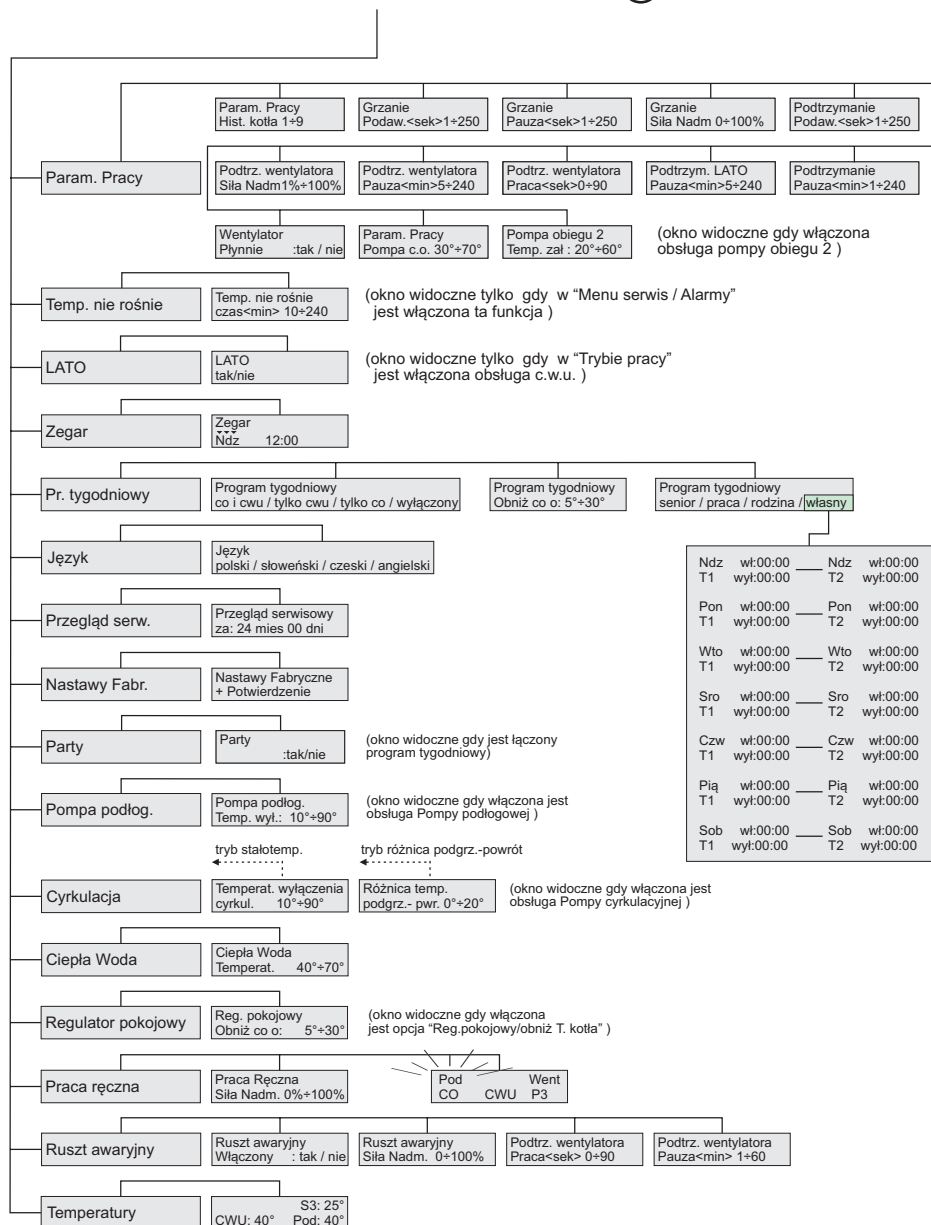 Param. Pracy
Hist. kotła 1÷9
Grzanie
Podaw.<sek>1÷250
Grzanie
Pauza<sek>1÷250
Grzanie
Siła Nadm 0÷100%
Podtrzymanie
Podaw.<sek>1÷250
Param. Pracy
Podtrz. wentylatora
Siła Nadm1%÷100%
Podtrz. wentylatora
Pauza<min>5÷240
Podtrz. wentylatora
Praca<sek>0÷90
Podtrzym. LATO
Pauza<min>5÷240
Podtrzymanie
Pauza<min>1÷240
Wentylator
Płynnie :tak / nie
Param. Pracy
Pompa c.o. 30°÷70°
Pompa obiegu 2
Temp. zał : 20°÷60°
(okno widoczne gdy włączona
obsługa pompy obiegu 2 )
Temp. nie rośnie
Temp. nie rośnie
czas<min> 10÷240
(okno widoczne tylko gdy w “Menu serwis / Alarmy”
jest włączona ta funkcja )
LATO
LATO
tak/nie
(okno widoczne tylko gdy w “Trybie pracy”
jest włączona obsługa c.w.u. )
Zegar
Zegar
Ndz 12:00
Pr. tygodniowy
Program tygodniowy
co i cwu / tylko cwu / tylko co / wyłączony
Program tygodniowy
Obniż co o: 5°÷30°
Program tygodniowy
senior / praca / rodzina / własny
Język
Język
polski / słoweński / czeski / angielski
Przegląd serw.
Przegląd serwisowy
za: 24 mies 00 dni
Nastawy Fabr.
Nastawy Fabryczne
+ Potwierdzenie
Party
Party
:tak/nie
(okno widoczne gdy jest łączony
program tygodniowy)
Pompa podłog.
Pompa podłog.
Temp. wył.: 10°÷90°
(okno widoczne gdy włączona jest
obsługa Pompy podłogowej )
Ndz wł:00:00 Ndz wł:00:00
T1 wył:00:00 T2 wył:00:00
Pon wł:00:00 Pon wł:00:00
T1 wył:00:00 T2 wył:00:00
Wto wł:00:00 Wto wł:00:00
T1 wył:00:00 T2 wył:00:00
Sro wł:00:00 Sro wł:00:00
T1 wył:00:00 T2 wył:00:00
Czw wł:00:00 Czw wł:00:00
T1 wył:00:00 T2 wył:00:00
Pią wł:00:00 Pią wł:00:00
T1 wył:00:00 T2 wył:00:00
Sob wł:00:00 Sob wł:00:00
T1 wył:00:00 T2 wył:00:00
tryb stałotemp.
tryb różnica podgrz.-powrót
Cyrkulacja
Temperat. wyłączenia
cyrkul. 10°÷90°
Różnica temp.
podgrz.- pwr. 0°÷20°
(okno widoczne gdy włączona jest
obsługa Pompy cyrkulacyjnej )
Ciepła Woda
Ciepła Woda
Temperat. 40°÷70°
Regulator pokojowy
Reg. pokojowy
Obniż co o: 5°÷30°
(okno widoczne gdy włączona
jest opcja “Reg.pokojowy/obniż T. kotła” )
Praca ręczna
Praca Ręczna
Siła Nadm. 0%÷100%
Pod Went
CO CWU P3
Ruszt awaryjny
Ruszt awaryjny
Włączony : tak / nie
Ruszt awaryjny
Siła Nadm. 0÷100%
Podtrz. wentylatora
Praca<sek> 0÷90
Podtrz. wentylatora
Pauza<min> 1÷60
Temperatury
S3: 25°
CWU: 40° Pod: 40°